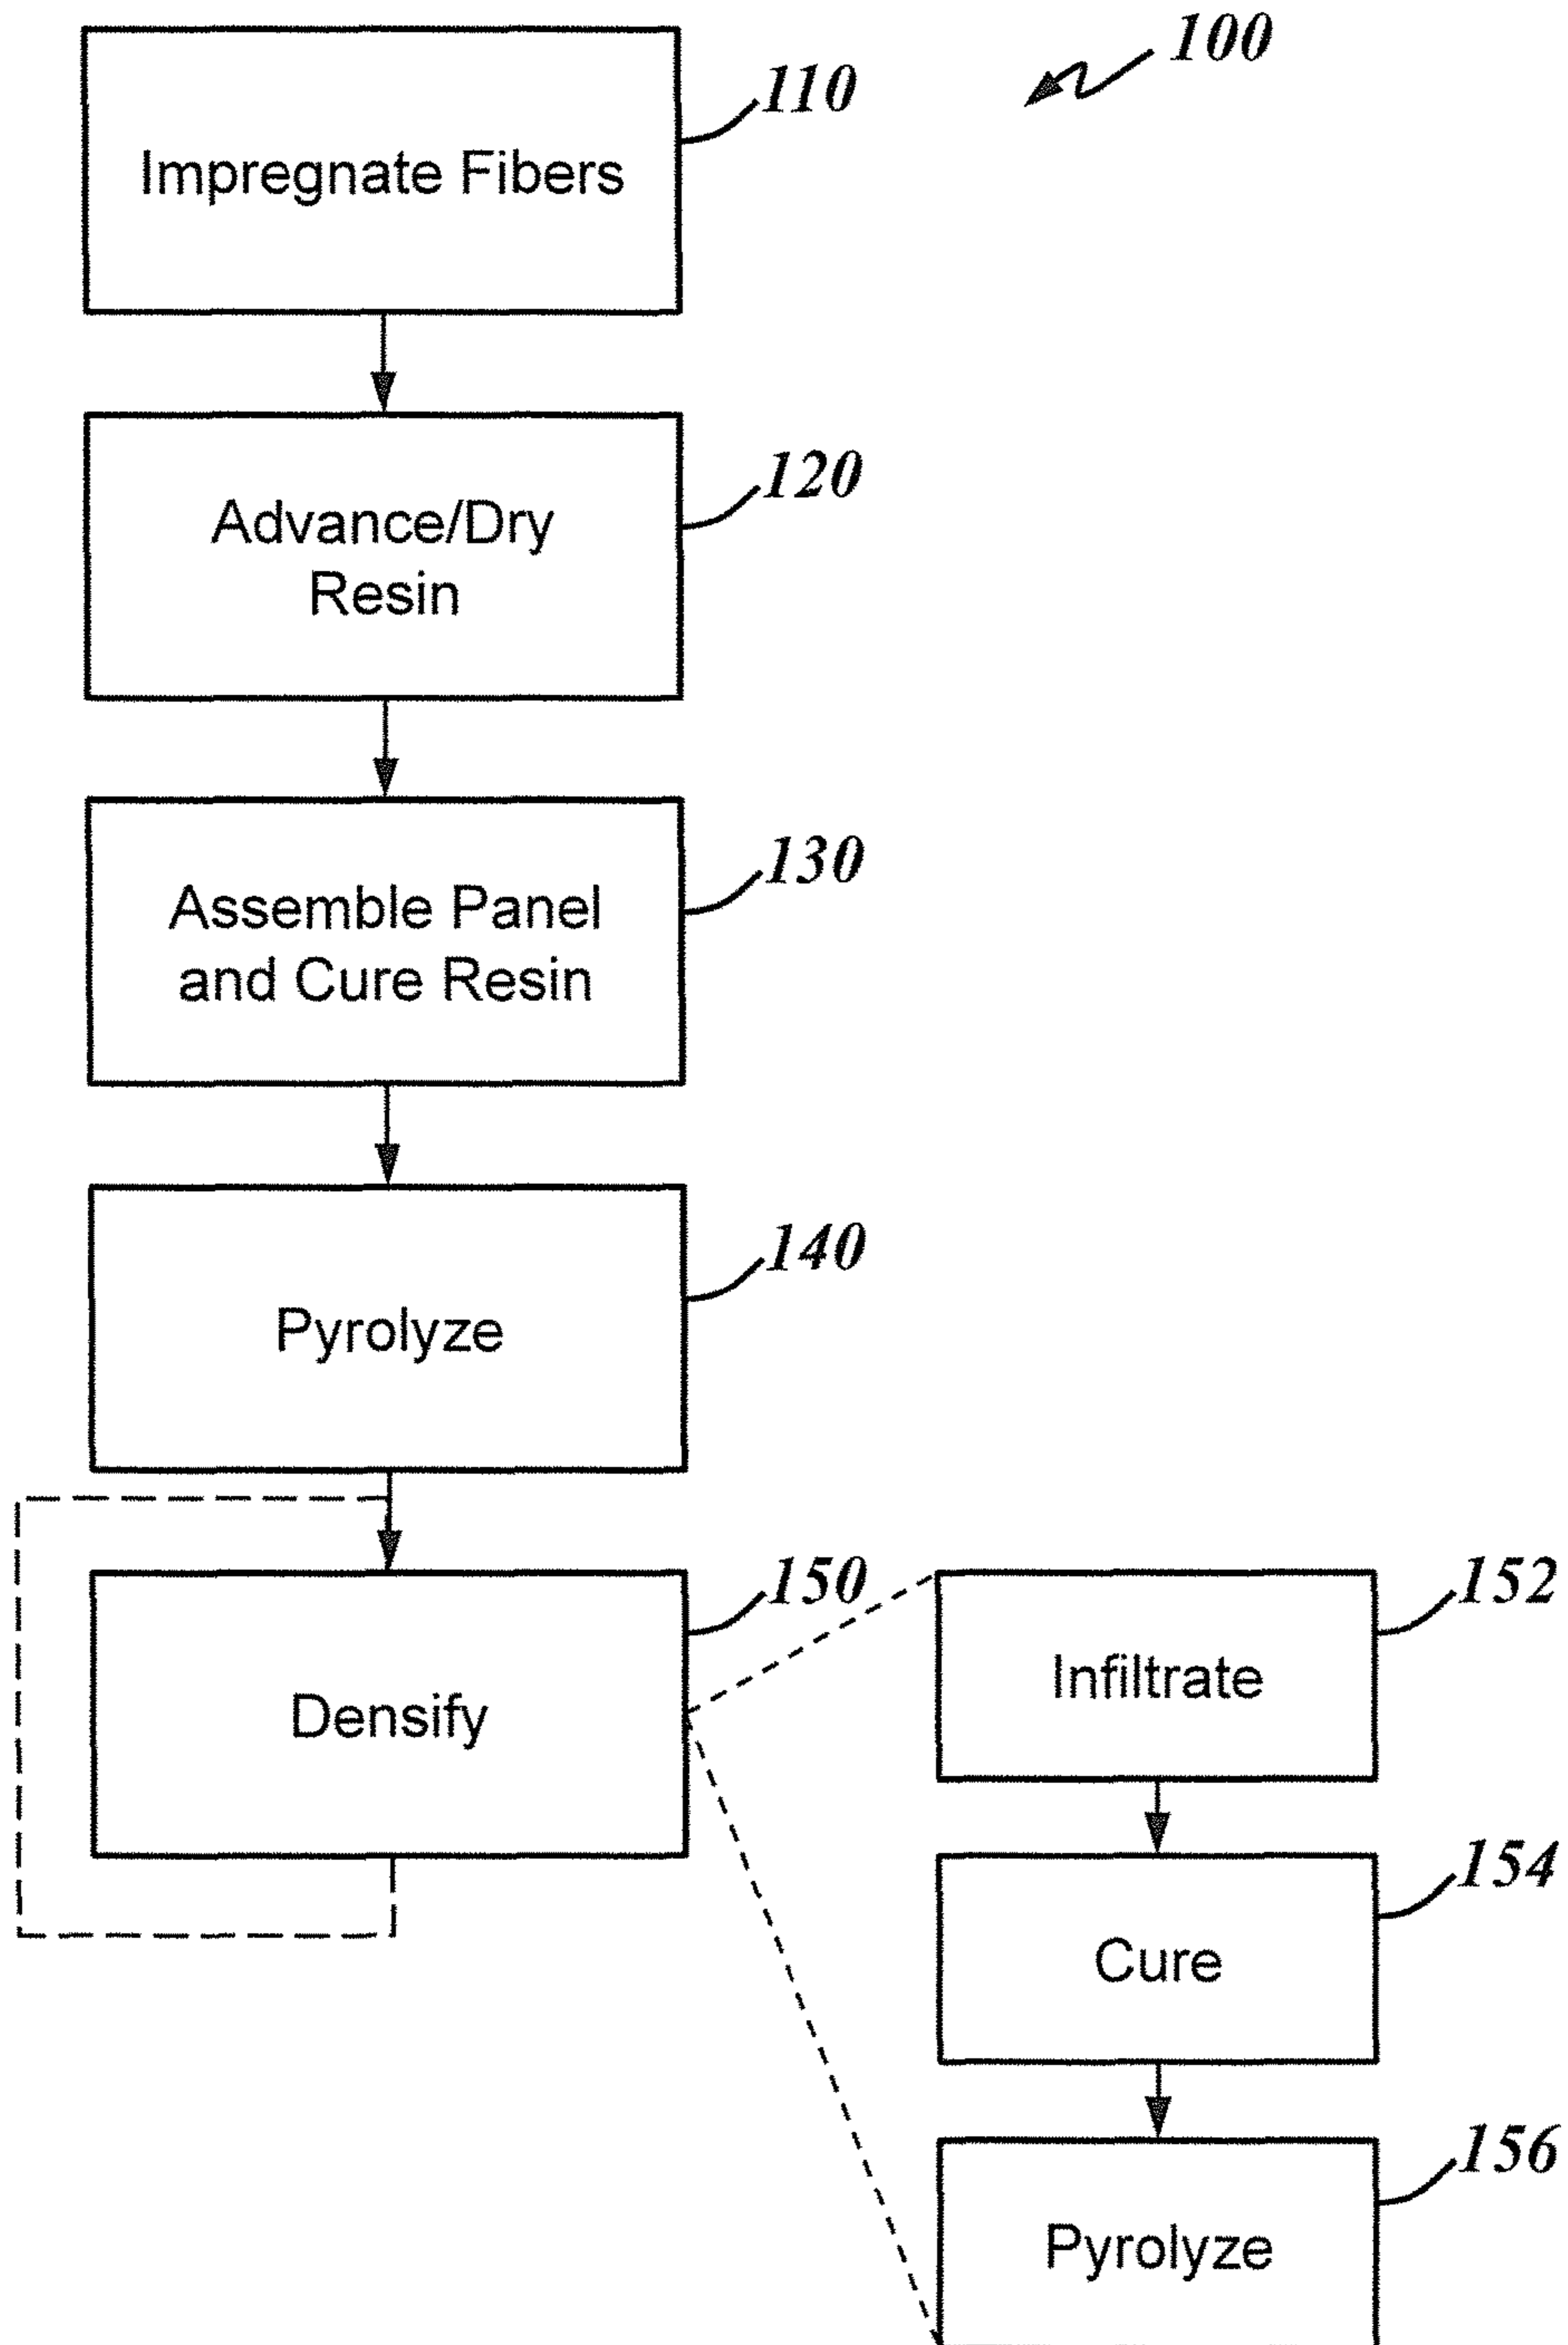 100
110
Impregnate Fibers
120
Advance/Dry
Resin
130
Assemble Panel
and Cure Resin
140
Pyrolyze
150
Densify
152
Infiltrate
154
Cure
156
Pyrolyze